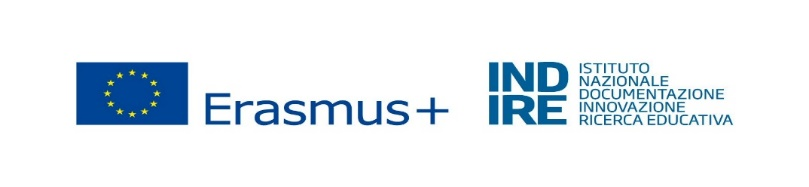 Erasmus+
IND
IRE
ISTITUTO
NAZIONALE
DOCUMENTAZIONE
INNOVAZIONE
RICERCA EDUCATIVA